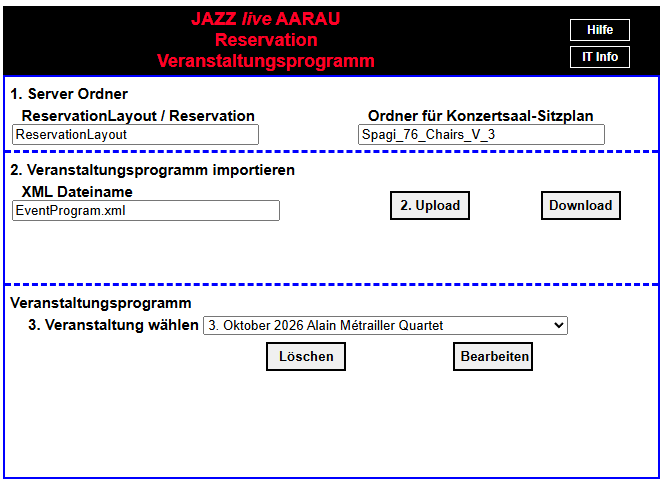 JAZZ live AARAU
Reservation
Veranstaltungsprogramm
Hilfe
IT Info
1. Server Ordner
ReservationLayout / Reservation
Ordner für Konzertsaal-Sitzplan
ReservationLayout
Spagi_76_Chairs_V_3
2. Veranstaltungsprogramm importieren
XML Dateiname
EventProgram.xml
2. Upload
Download
Veranstaltungsprogramm
3. Veranstaltung wählen
3. Oktober 2026 Alain Métrailler Quartet
Löschen
Bearbeiten